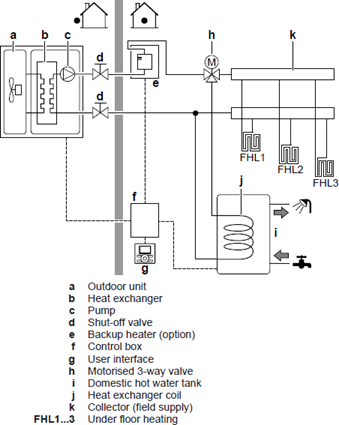 a
b
c
d
d
e
M
h
k
FHL1
FHL2
FHL3
j
i
f
g
a Outdoor unit
b Heat exchanger
c Pump
d Shut-off valve
e Backup heater (option)
f Control box
g User interface
h Motorised 3-way valve
i Domestic hot water tank
j Heat exchanger coil
k Collector (field supply)
FHL1...3 Under floor heating